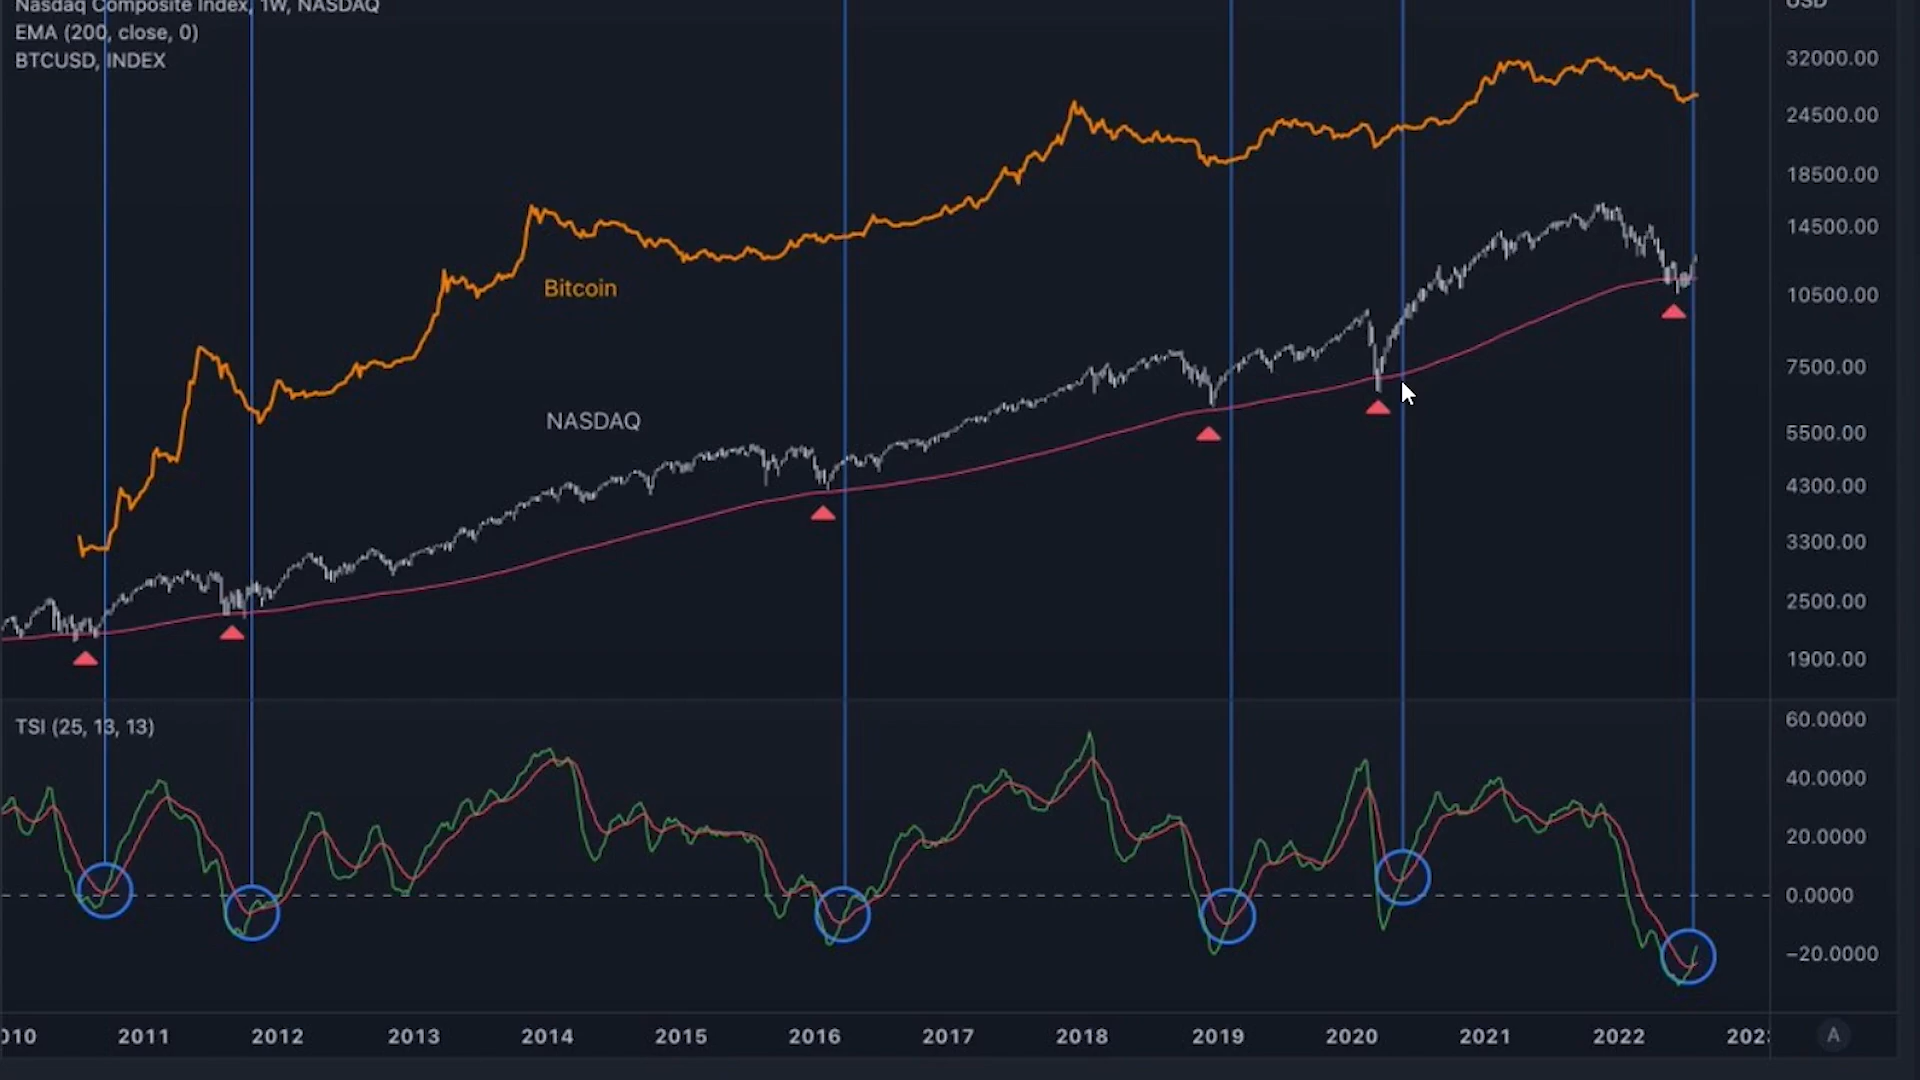 Nasdaq Composite Index, 1W, NASDAQ
EMA (200, close, 0)
BTCUSD, INDEX
USD
32000.00
24500.00
18500.00
14500.00
10500.00
7500.00
5500.00
4300.00
3300.00
2500.00
1900.00
Bitcoin
NASDAQ
TSI (25, 13, 13)
60.0000
40.0000
20.0000
0.0000
−20.0000
010 2011 2012 2013 2014 2015 2016 2017 2018 2019 2020 2021 2022 202
A